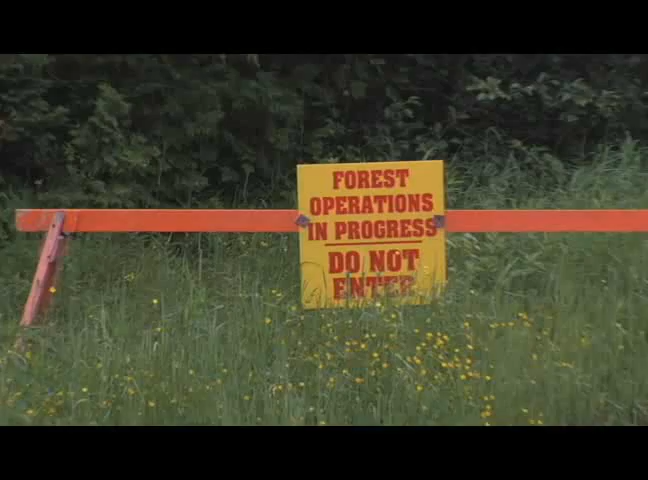 FOREST
OPERATIONS
IN PROGRESS
DO NOT
ENTER